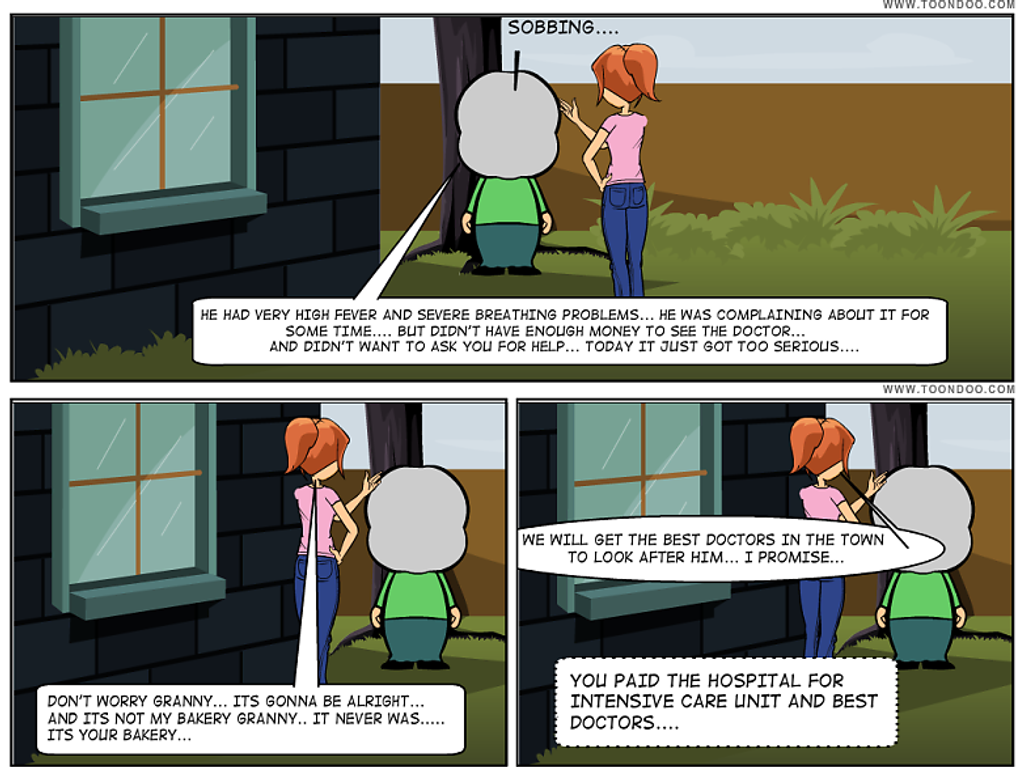 WWW.TOONDOO.COM
SOBBING....
HE HAD VERY HIGH FEVER AND SEVERE BREATHING PROBLEMS... HE WAS COMPLAINING ABOUT IT FOR
SOME TIME.... BUT DIDN'T HAVE ENOUGH MONEY TO SEE THE DOCTOR...
AND DIDN'T WANT TO ASK YOU FOR HELP... TODAY IT JUST GOT TOO SERIOUS....
WWW.TOONDOO.COM
DON'T WORRY GRANNY... ITS GONNA BE ALRIGHT...
AND ITS NOT MY BAKERY GRANNY.. IT NEVER WAS.....
ITS YOUR BAKERY...
WE WILL GET THE BEST DOCTORS IN THE TOWN
TO LOOK AFTER HIM... I PROMISE...
YOU PAID THE HOSPITAL FOR
INTENSIVE CARE UNIT AND BEST
DOCTORS....